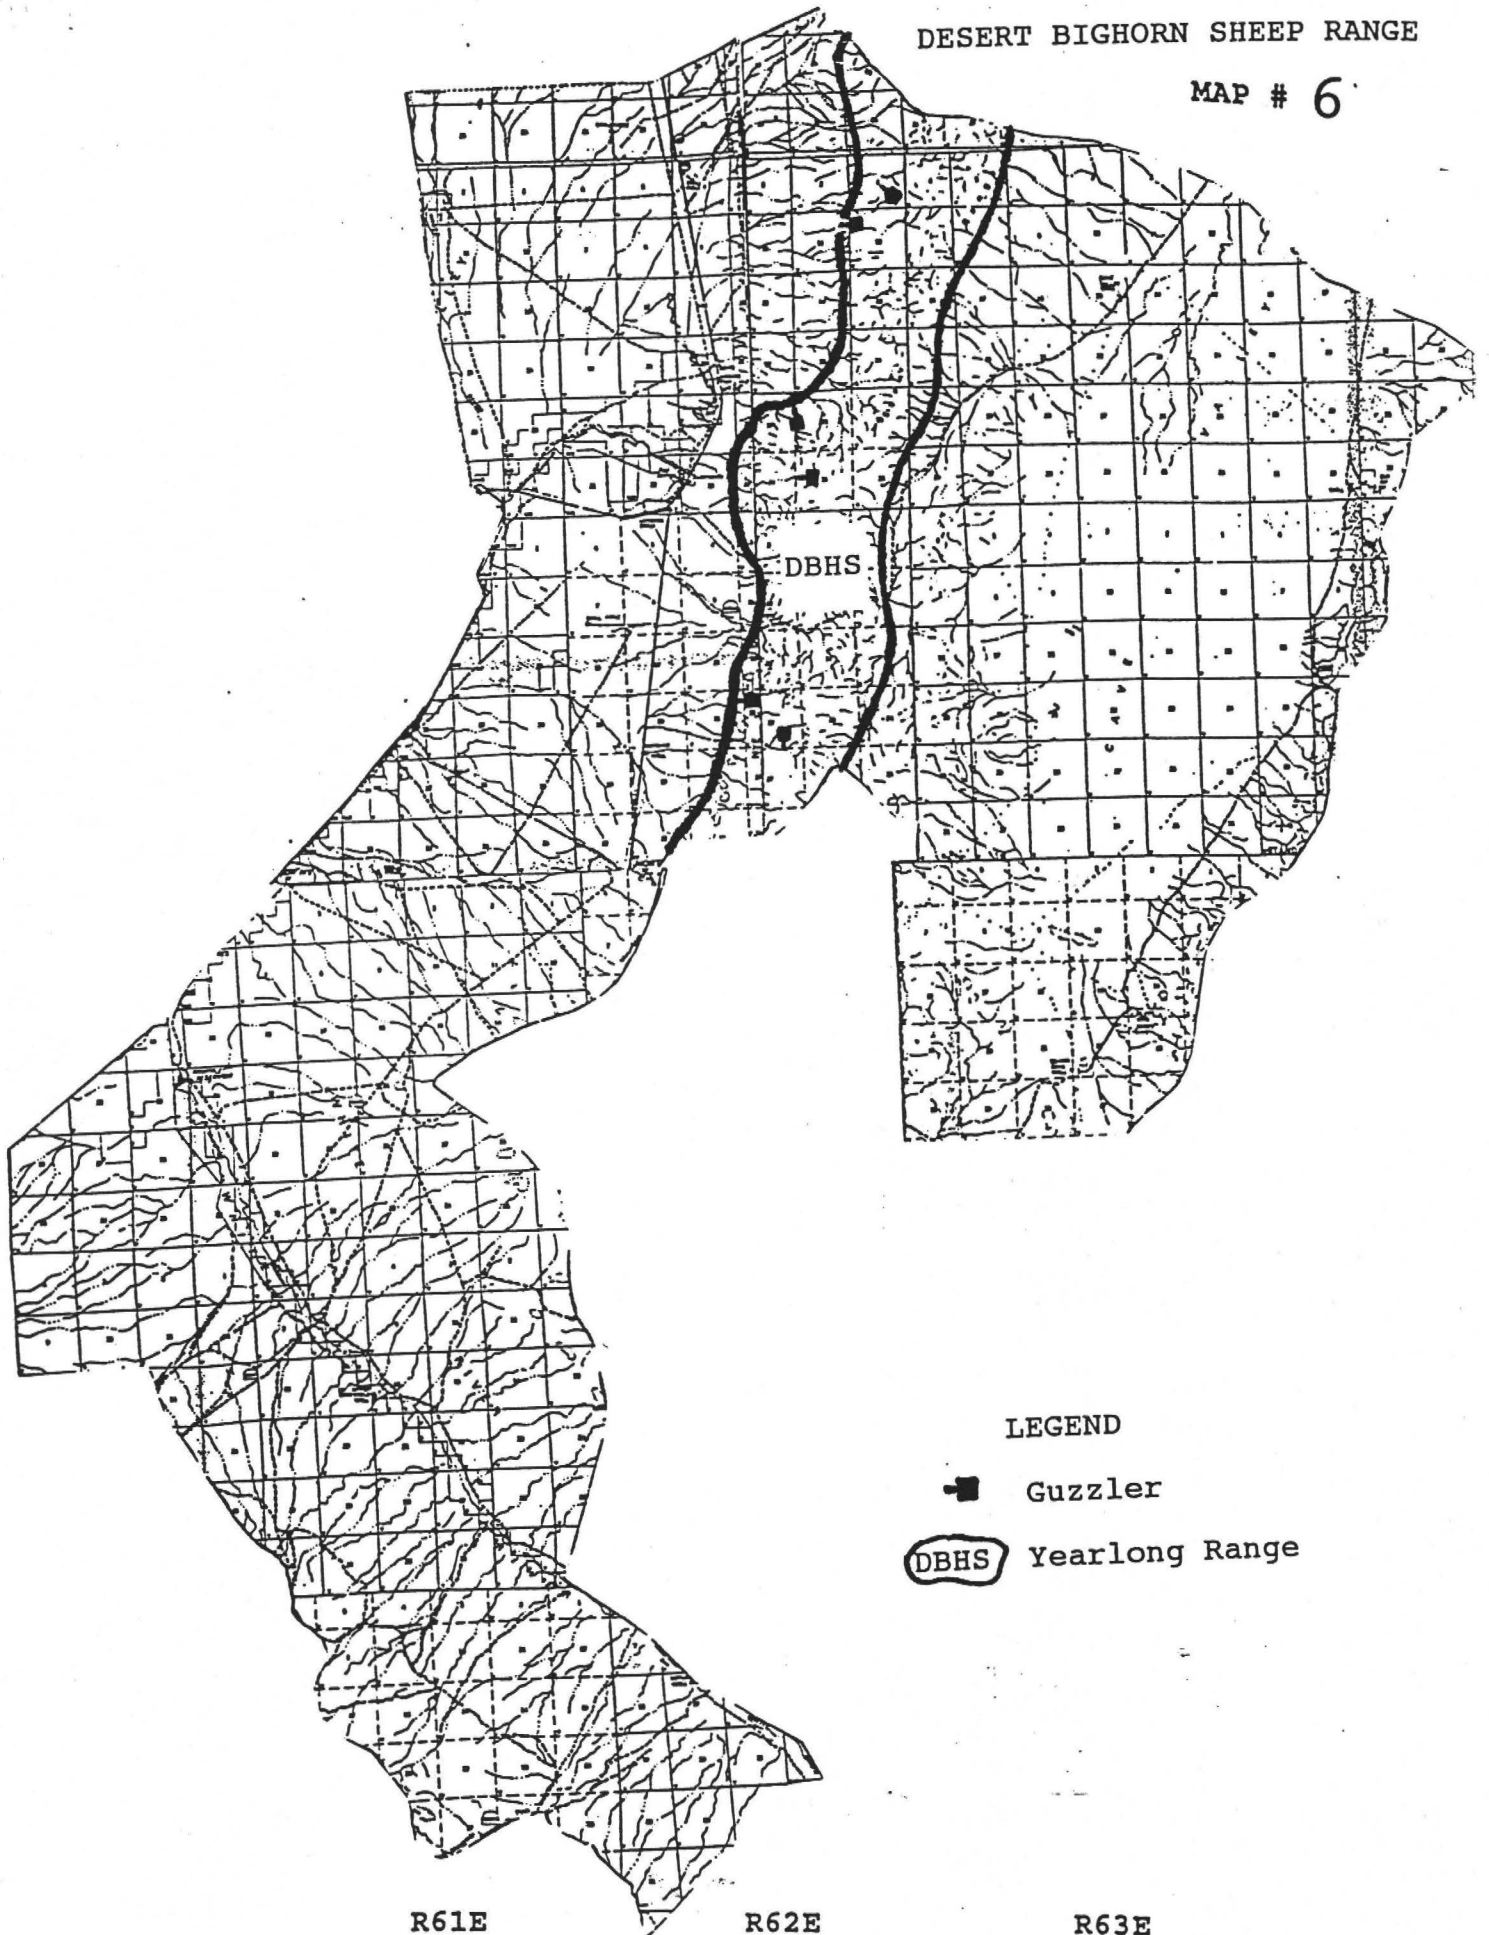 DESERT BIGHORN SHEEP RANGE
MAP # 6
DBHS
LEGEND
Guzzler
DBHS Yearlong Range
R61E R62E R63E